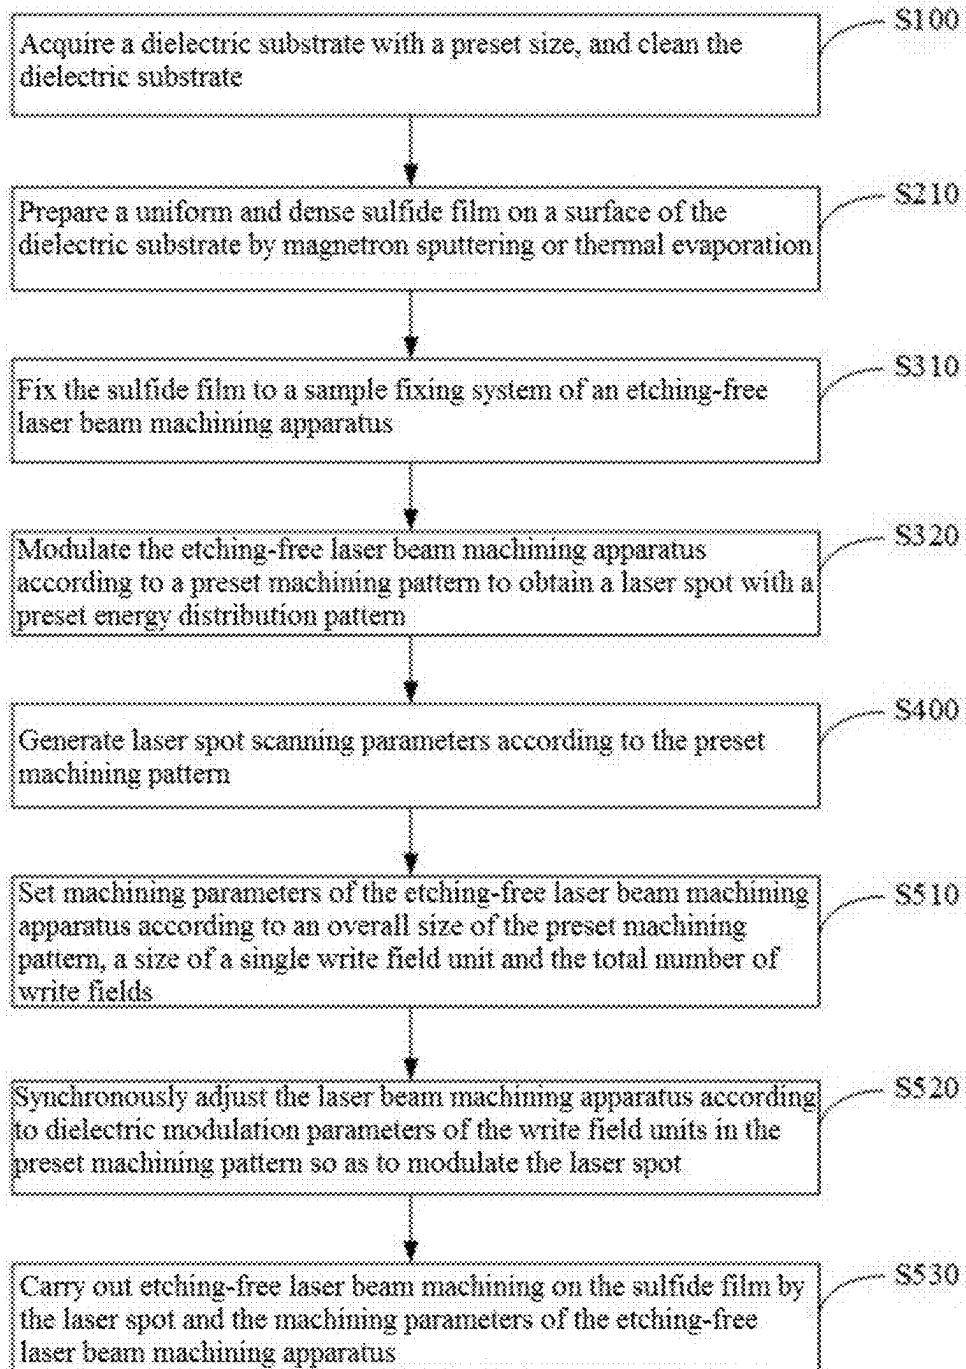 S100
Acquire a dielectric substrate with a preset size, and clean the
dielectric substrate
S210
Prepare a uniform and dense sulfide film on a surface of the
dielectric substrate by magnetron sputtering or thermal evaporation
S310
Fix the sulfide film to a sample fixing system of an etching-free
laser beam machining apparatus
S320
Modulate the etching-free laser beam machining apparatus
according to a preset machining pattern to obtain a laser spot with a
preset energy distribution pattern
S400
Generate laser spot scanning parameters according to the preset
machining pattern
S510
Set machining parameters of the etching-free laser beam machining
apparatus according to an overall size of the preset machining
pattern, a size of a single write field unit and the total number of
write fields
S520
Synchronously adjust the laser beam machining apparatus according
to dielectric modulation parameters of the write field units in the
preset machining pattern so as to modulate the laser spot
S530
Carry out etching-free laser beam machining on the sulfide film by
the laser spot and the machining parameters of the etching-free
laser beam machining apparatus